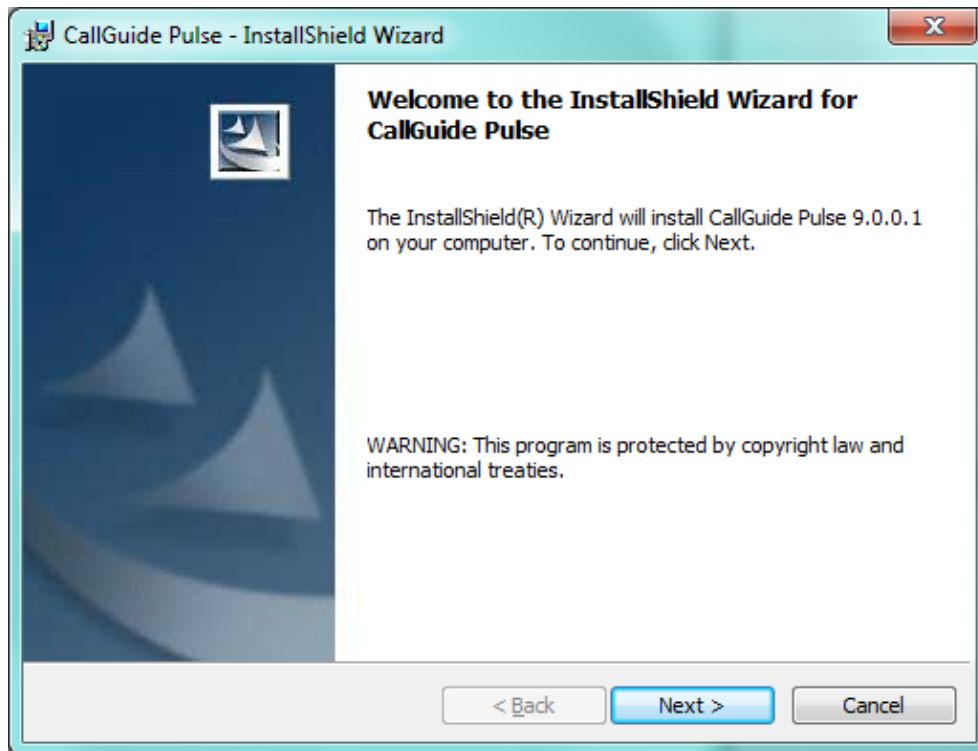 CallGuide Pulse - InstallShield Wizard
Welcome to the InstallShield Wizard for
CallGuide Pulse
The InstallShield(R) Wizard will install CallGuide Pulse 9.0.0.1
on your computer. To continue, click Next.
WARNING: This program is protected by copyright law and
international treaties.
< Back
Next >
Cancel